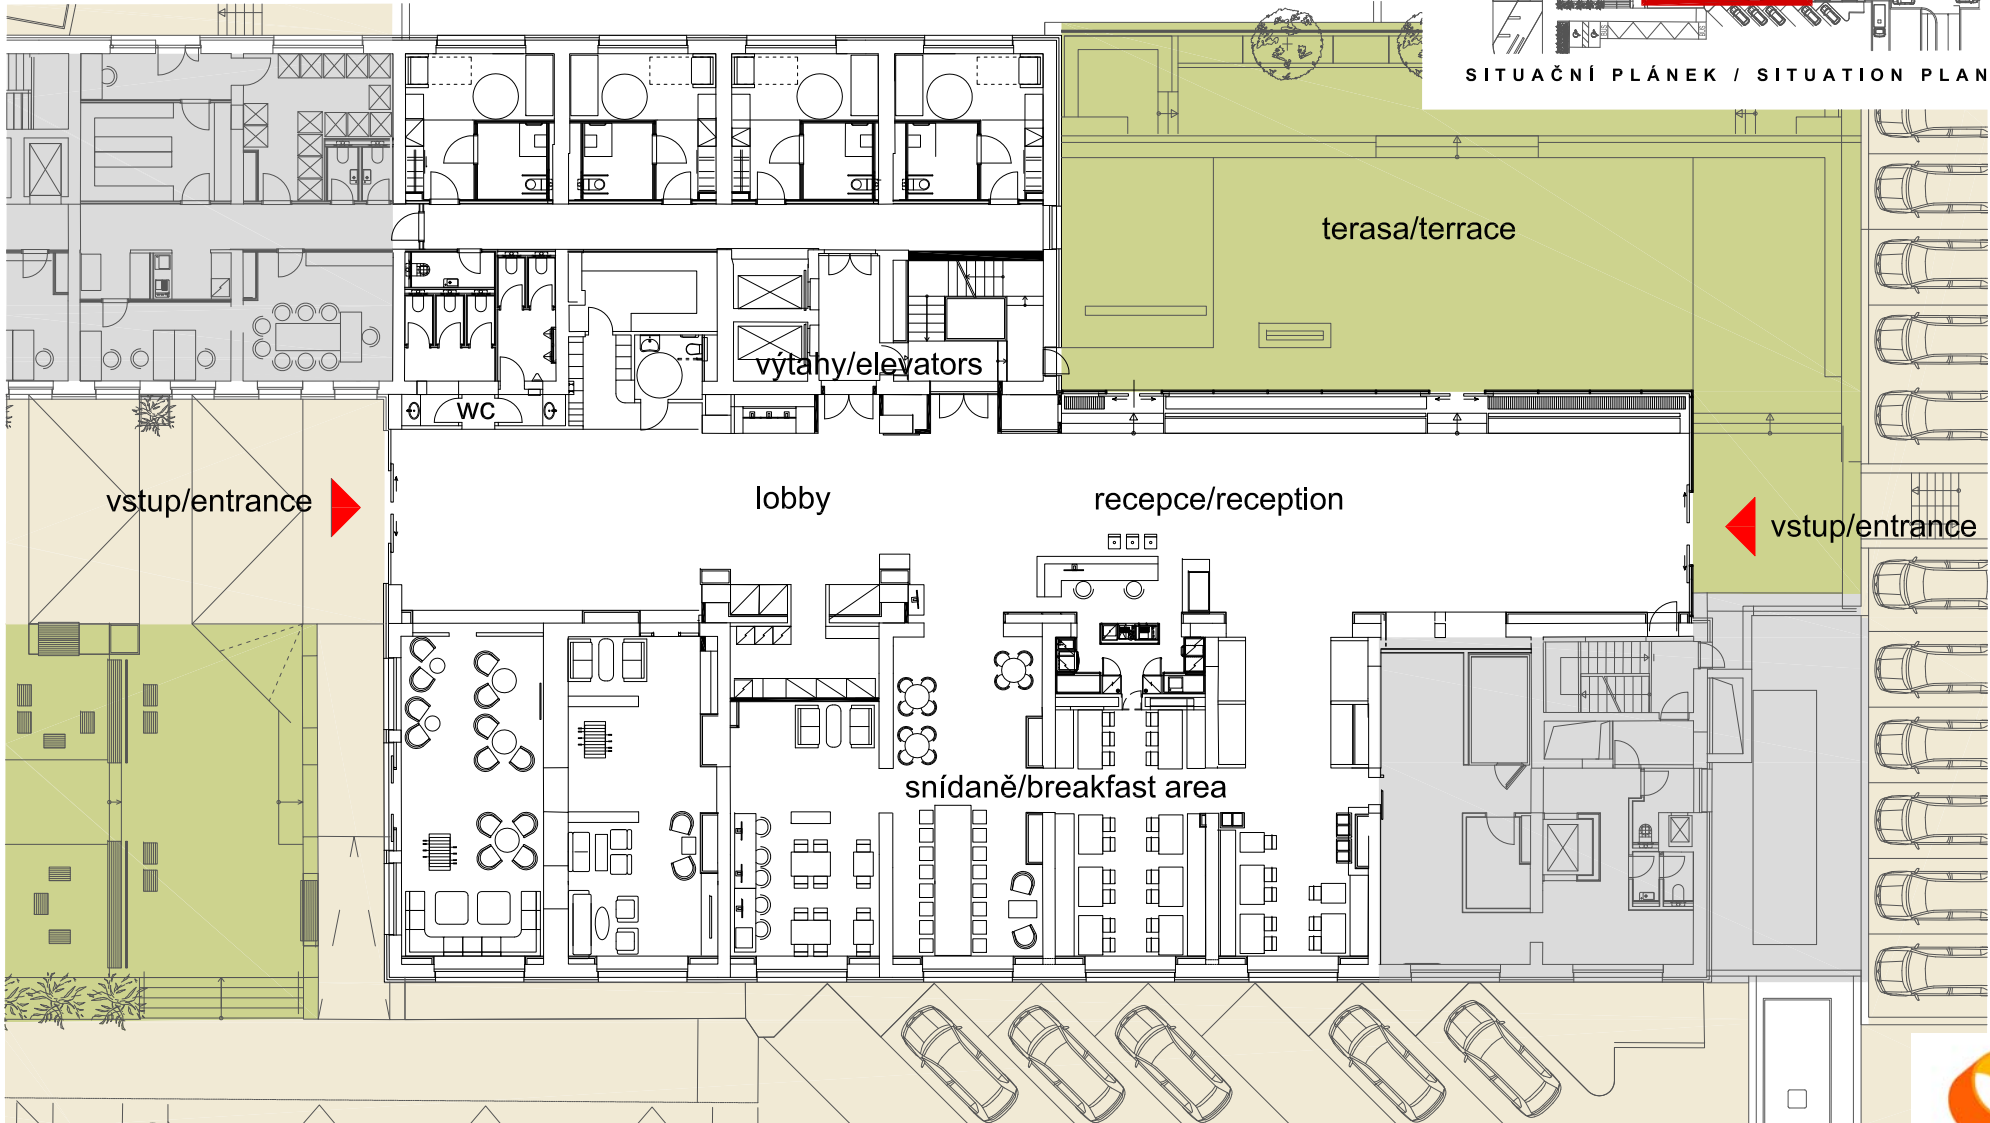 SITUAČNÍ PLÁNEK / SITUATION PLAN
terasa/terrace
výtahy/elevators
wc
vstup/entrance
lobby
recepce/reception
vstup/entrance
snídaně/breakfast area